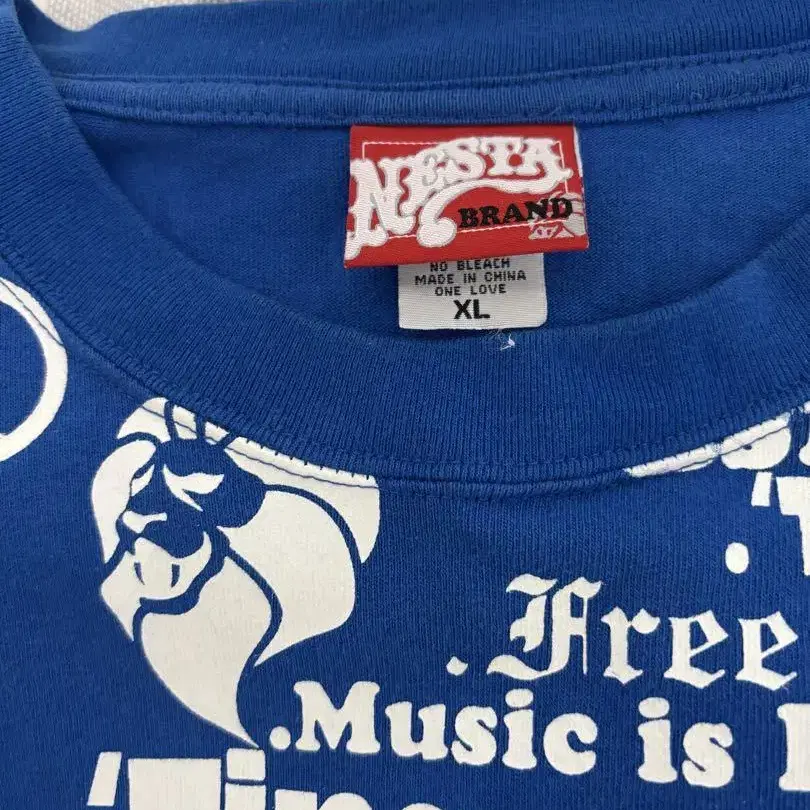 NESTA
BRAND
NO BLEACH
MADE IN CHINA
ONE LOVE
XL
.Free
.Music is